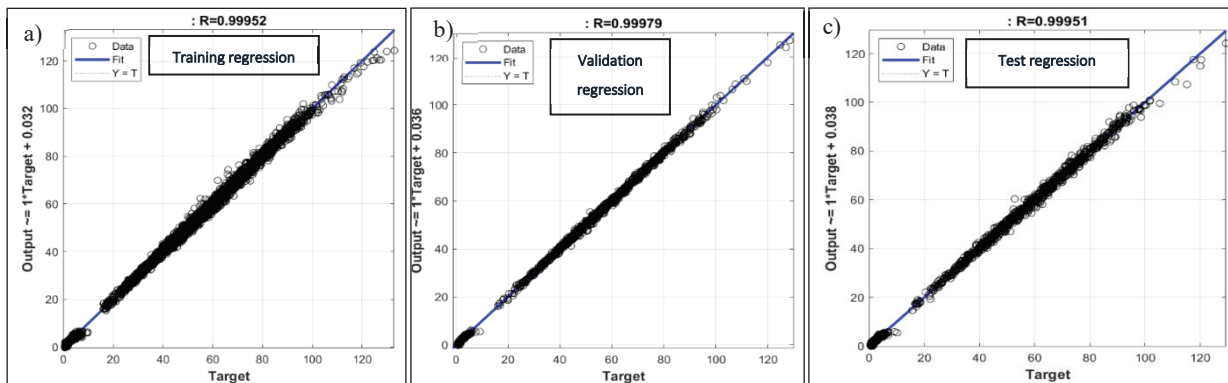 a)
: R=0.99952
Data
Fit
Y = T
Training regression
Output ~= 1*Target + 0.032
120
100
80
60
40
20
0
0 20 40 60 80 100 120
Target
b)
: R=0.99979
Data
Fit
Y = T
Validation
regression
Output ~= 1*Target + 0.036
120
100
80
60
40
20
0
0 20 40 60 80 100 120
Target
c)
: R=0.99951
Data
Fit
Y = T
Test regression
Output ~= 1*Target + 0.038
120
100
80
60
40
20
0
0 20 40 60 80 100 120
Target